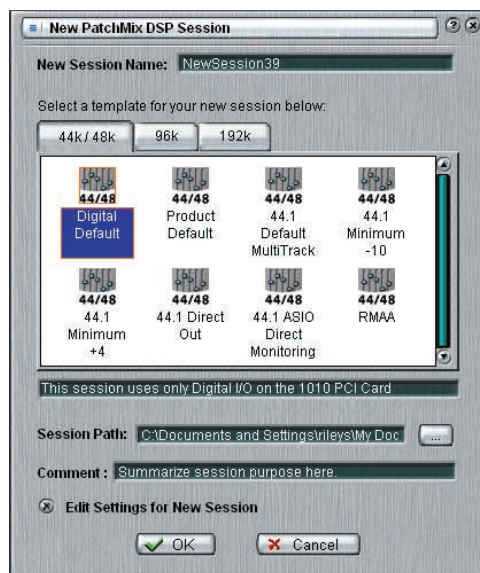 New PatchMix DSP Session
New Session Name: NewSession39
Select a template for your new session below:
44k / 48k 96k 192k
44/48 44/48 44/48 44/48
Digital Default Product Default 44.1 Default MultiTrack 44.1 Minimum -10
44/48 44/48 44/48 44/48
44.1 Minimum +4 44.1 Direct Out 44.1 ASIO Direct Monitoring RMAA
This session uses only Digital I/O on the 1010 PCI Card
Session Path: C:\Documents and Settings\rileys\My Doc ...
Comment : Summarize session purpose here.
Edit Settings for New Session
OK Cancel